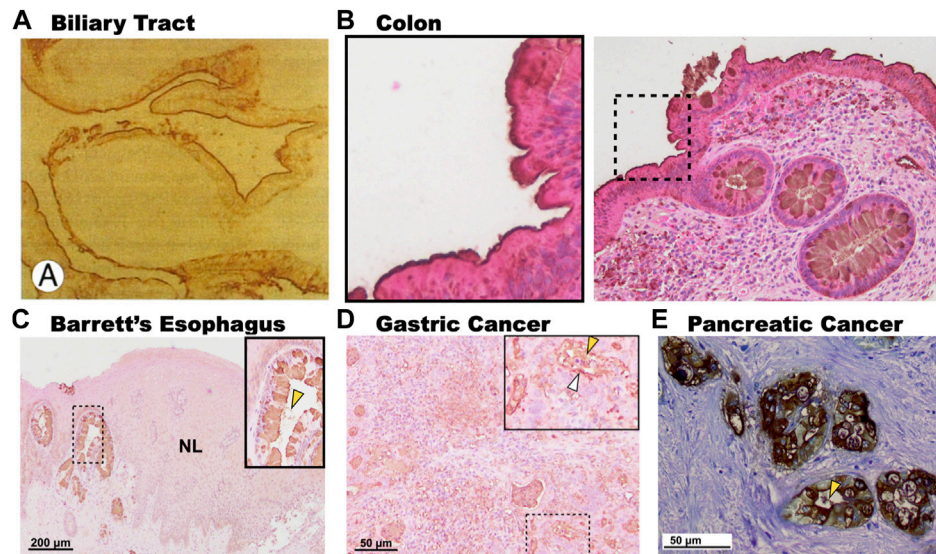 A Biliary Tract
B Colon
A
C Barrett's Esophagus
D Gastric Cancer
E Pancreatic Cancer
NL
200 µm
50 µm
50 µm